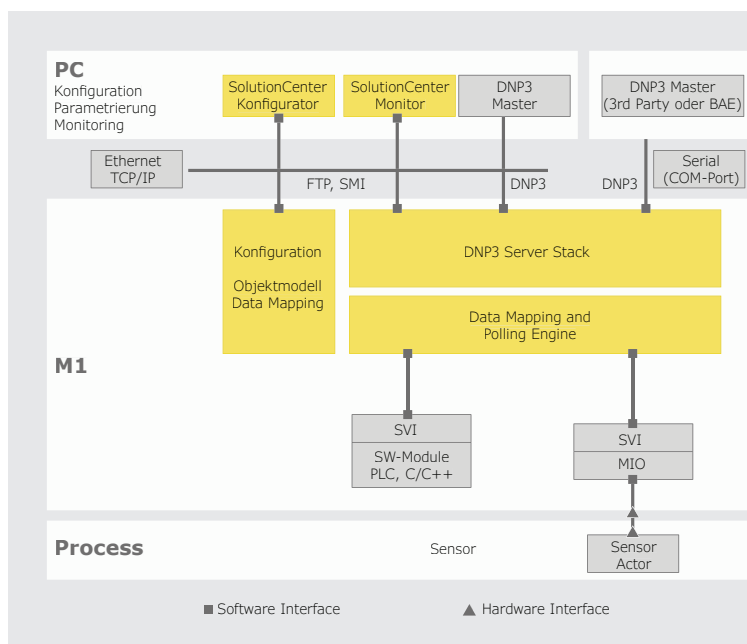 PC
Konfiguration
Parametrierung
Monitoring
SolutionCenter
Konfigurator
SolutionCenter
Monitor
DNP3
Master
DNP3 Master
(3rd Party oder BAE)
Ethernet
TCP/IP
FTP, SMI
DNP3
DNP3
Serial
(COM-Port)
Konfiguration
Objektmodell
Data Mapping
DNP3 Server Stack
Data Mapping and
Polling Engine
M1
SVI
SW-Module
PLC, C/C++
SVI
MIO
Process
Sensor
Sensor
Actor
Software Interface
Hardware Interface